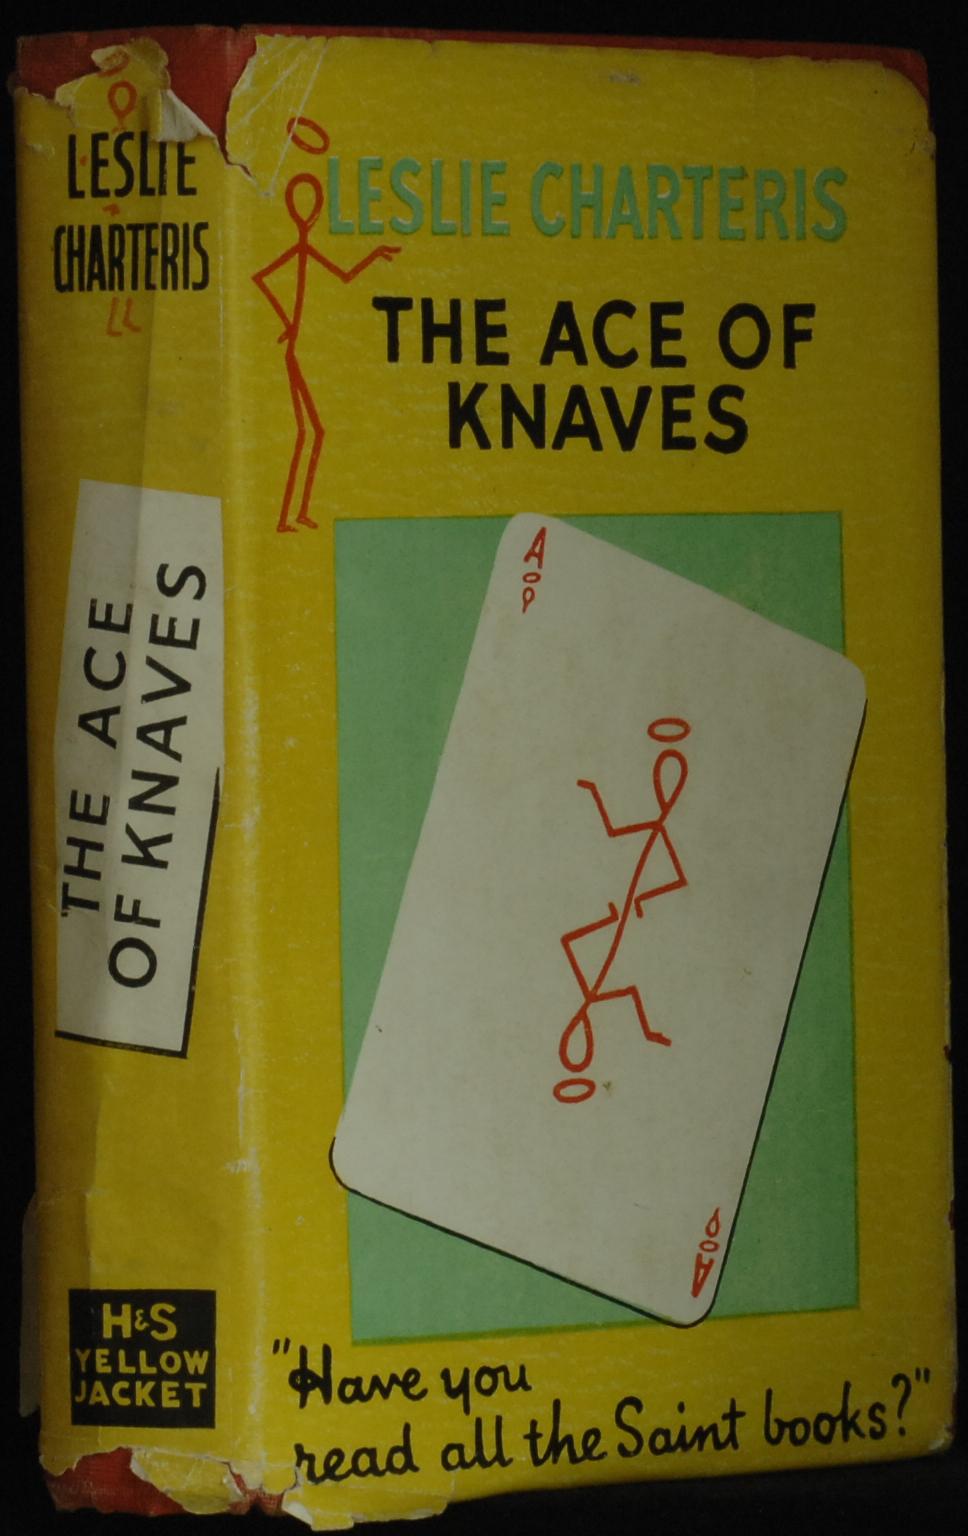 LESLIE
CHARTERIS
THE ACE
OF KNAVES
H&S
YELLOW
JACKET
LESLIE CHARTERIS
THE ACE OF
KNAVES
A
A
"Have you
read all the Saint books?"